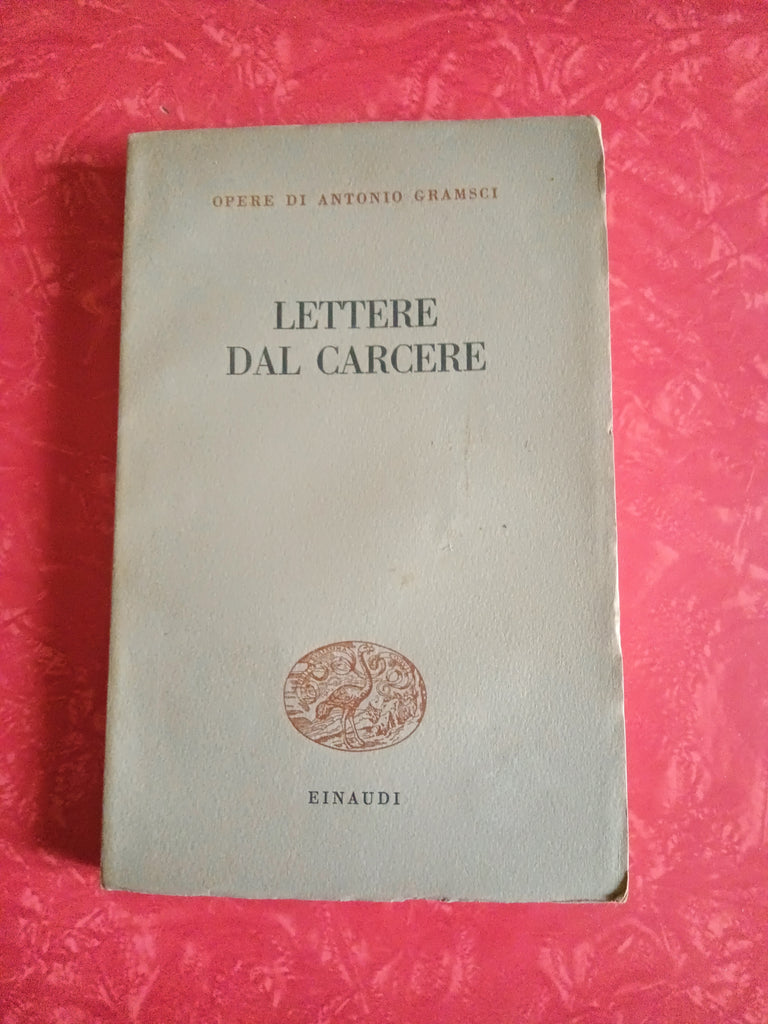 OPERE DI ANTONIO GRAMSCI
LETTERE
DAL CARCERE
EINAUDI